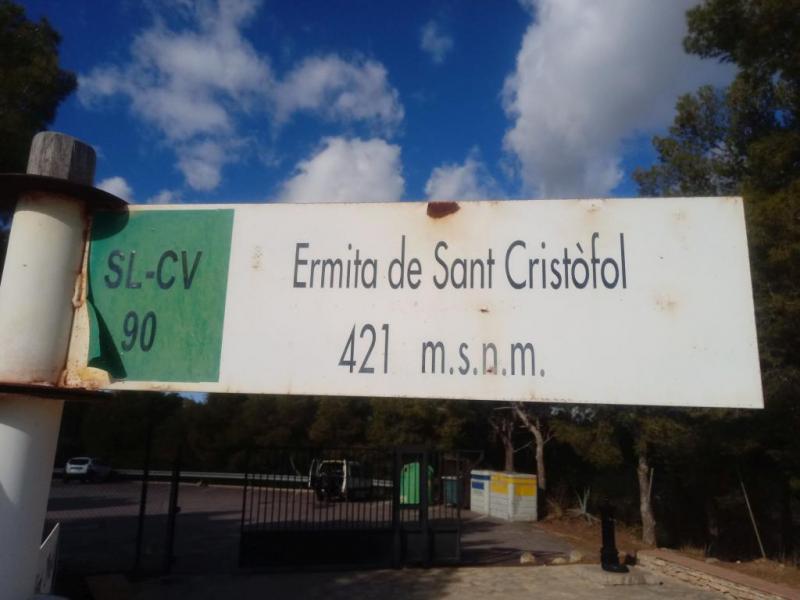 SL-CV
90
Ermita de Sant Cristòfol
421 m.s.n.m.